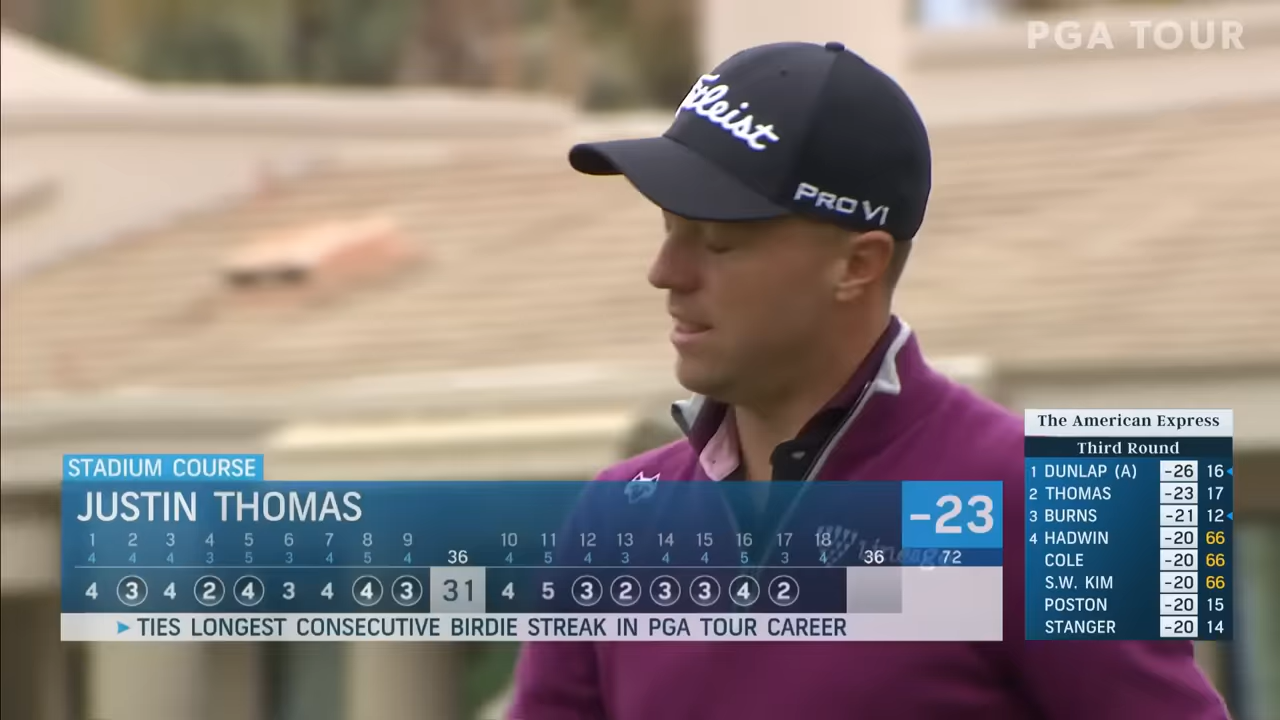 PGA TOUR
Titleist
PRO V1
The American Express
Third Round
1 DUNLAP (A) -26 16
2 THOMAS -23 17
3 BURNS -21 12
4 HADWIN -20 66
COLE -20 66
S.W. KIM -20 66
POSTON -20 15
STANGER -20 14
STADIUM COURSE
JUSTIN THOMAS -23
1 2 3 4 5 6 7 8 9 10 11 12 13 14 15 16 17 18
4 4 4 3 5 3 4 5 4 36 4 5 4 3 4 4 5 3 4 36 72
4 3 4 2 4 3 4 4 3 31 4 5 3 2 3 3 4 2
TIES LONGEST CONSECUTIVE BIRDIE STREAK IN PGA TOUR CAREER